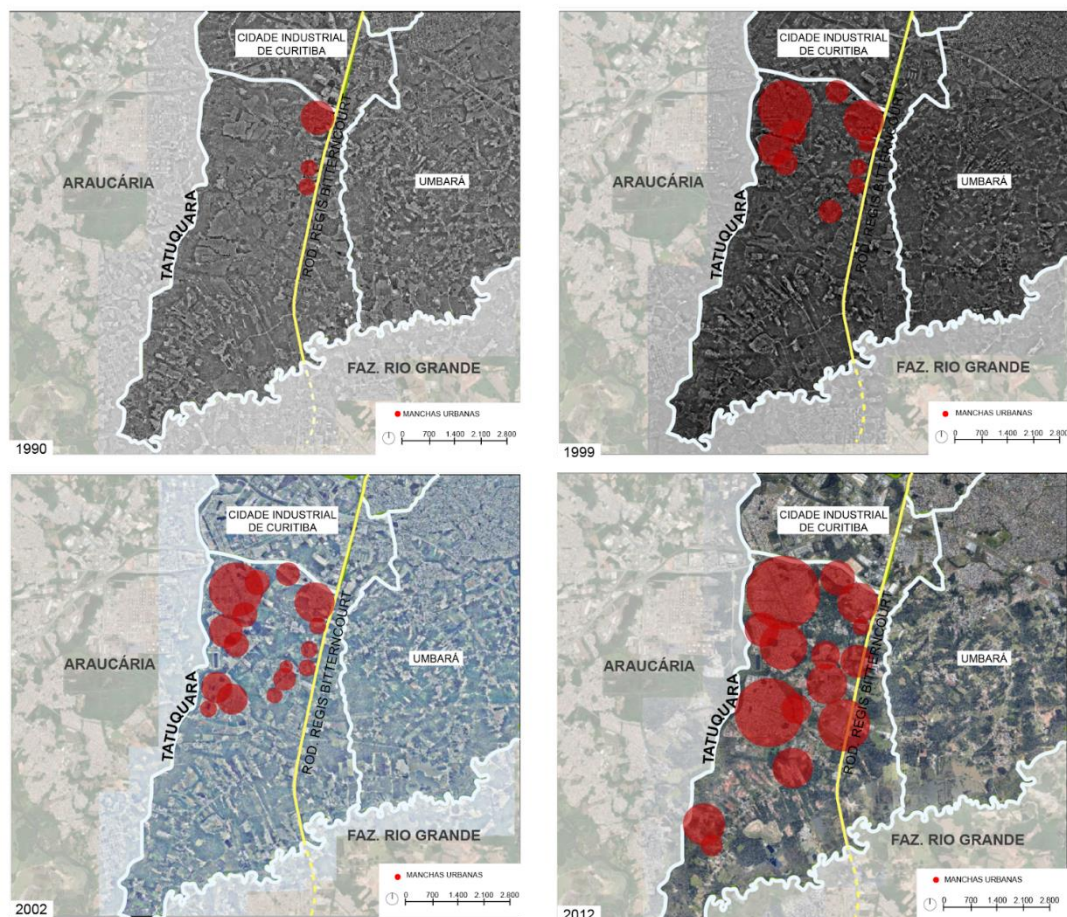 CIDADE INDUSTRIAL
DE CURITIBA
ARAUCÁRIA
TATUQUARA
ROD. REGIS BITTERNCOURT
UMBARÁ
FAZ. RIO GRANDE
MANCHAS URBANAS
0 700 1.400 2.100 2.800
1990
CIDADE INDUSTRIAL
DE CURITIBA
ARAUCÁRIA
TATUQUARA
ROD. REGIS BITTERNCOURT
UMBARÁ
FAZ. RIO GRANDE
MANCHAS URBANAS
0 700 1.400 2.100 2.800
1999
CIDADE INDUSTRIAL
DE CURITIBA
ARAUCÁRIA
TATUQUARA
ROD. REGIS BITTERNCOURT
UMBARÁ
FAZ. RIO GRANDE
MANCHAS URBANAS
0 700 1.400 2.100 2.800
2002
CIDADE INDUSTRIAL
DE CURITIBA
ARAUCÁRIA
TATUQUARA
ROD. REGIS BITTERNCOURT
UMBARÁ
FAZ. RIO GRANDE
MANCHAS URBANAS
0 700 1.400 2.100 2.800
2012